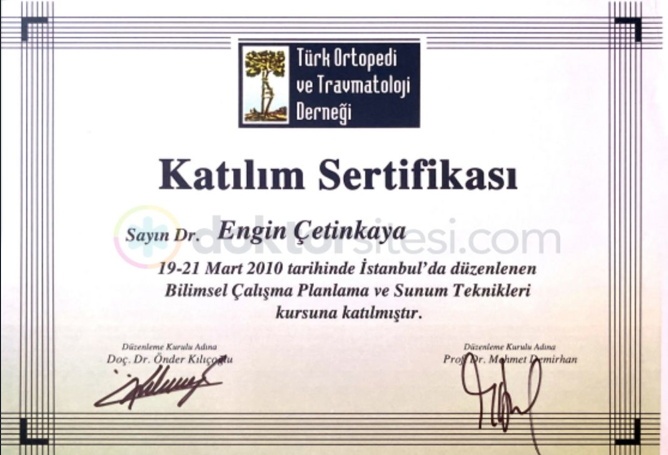 Türk Ortopedi
ve Travmatoloji
Derneği
Katılım Sertifikası
Sayın Dr. Engin Çetinkaya
doktorsitesi.com
19-21 Mart 2010 tarihinde İstanbul'da düzenlenen
Bilimsel Çalışma Planlama ve Sunum Teknikleri
kursuna katılmıştır.
Düzenleme Kurulu Adına
Doç. Dr. Önder Kılıçoğlu
Düzenleme Kurulu Adına
Prof. Dr. Mehmet Demirhan